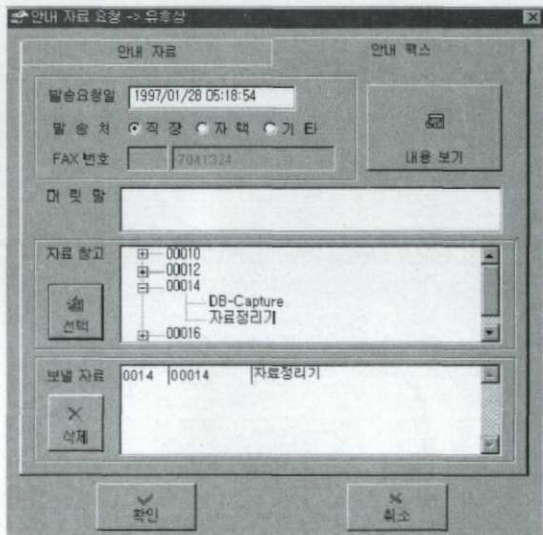 안내 자료 요청 -> 유후상
안내 자료
안내 팩스
발송요청일 1997/01/28 05:18:54
발 송 처 직 장 자 택 기 타
FAX 번호 7041324
내용 보기
머 릿 말
자료 창고
00010
00012
00014
DB-Capture
자료정리기
00016
선택
보낼 자료 0014 00014 자료정리기
삭제
확인
취소